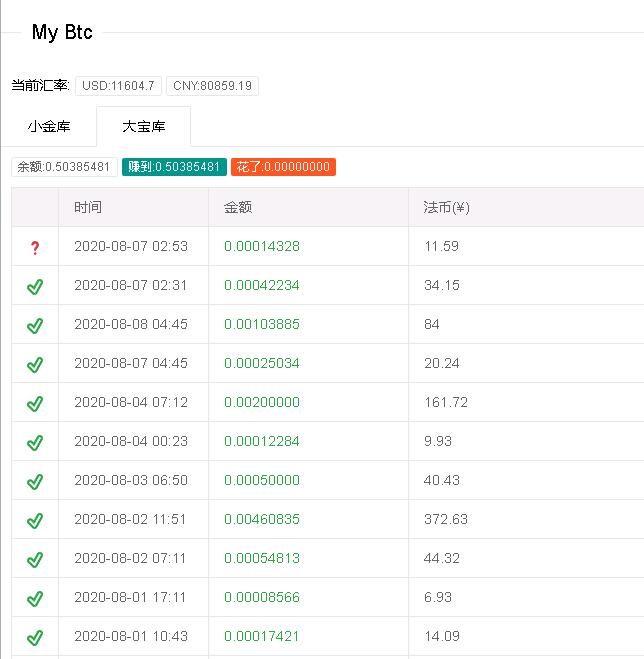 My Btc
当前汇率: USD:11604.7 CNY:80859.19
小金库 大宝库
余额:0.50385481 赚到:0.50385481 花了:0.00000000
时间 金额 法币(¥)
? 2020-08-07 02:53 0.00014328 11.59
2020-08-07 02:31 0.00042234 34.15
2020-08-08 04:45 0.00103885 84
2020-08-07 04:45 0.00025034 20.24
2020-08-04 07:12 0.00200000 161.72
2020-08-04 00:23 0.00012284 9.93
2020-08-03 06:50 0.00050000 40.43
2020-08-02 11:51 0.00460835 372.63
2020-08-02 07:11 0.00054813 44.32
2020-08-01 17:11 0.00008566 6.93
2020-08-01 10:43 0.00017421 14.09